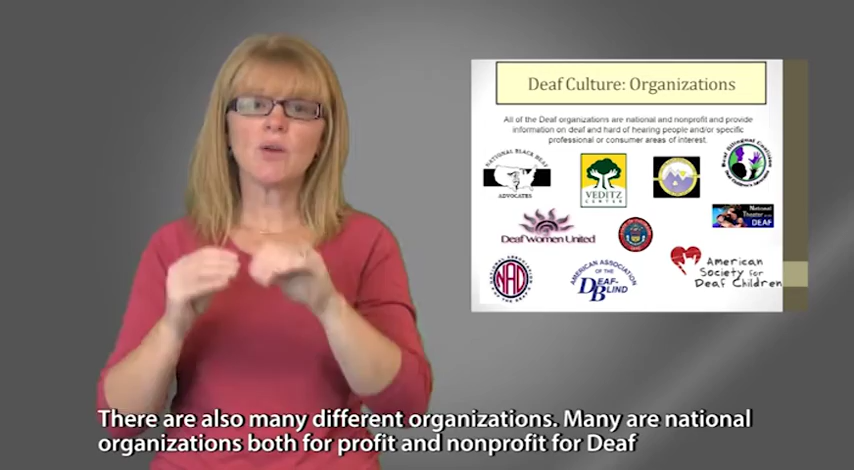 Deaf Culture: Organizations
All of the Deaf organizations are national and nonprofit and provide
information on deaf and hard of hearing people and/or specific
professional or consumer areas of interest.
NATIONAL BLACK DEAF
ADVOCATES
VEDITZ
CENTER
Deaf Bilingual Coalition
National
Theater of the
DEAF
Deaf Women United
NAD
AMERICAN ASSOCIATION
OF THE
DEAF-
BLIND
American
Society for
Deaf Children
There are also many different organizations. Many are national
organizations both for profit and nonprofit for Deaf